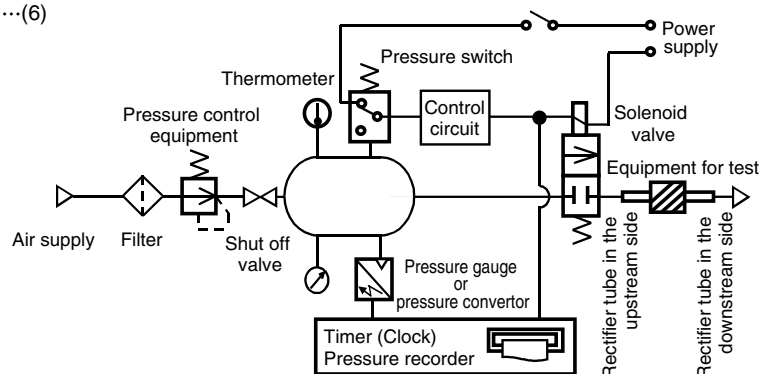 ···(6)
Power
supply
Pressure switch
Thermometer
Control
circuit
Solenoid
valve
Pressure control
equipment
Equipment for test
Air supply
Filter
Shut off
valve
Pressure gauge
or
pressure convertor
Rectifier tube in the
upstream side
Rectifier tube in the
downstream side
Timer (Clock)
Pressure recorder